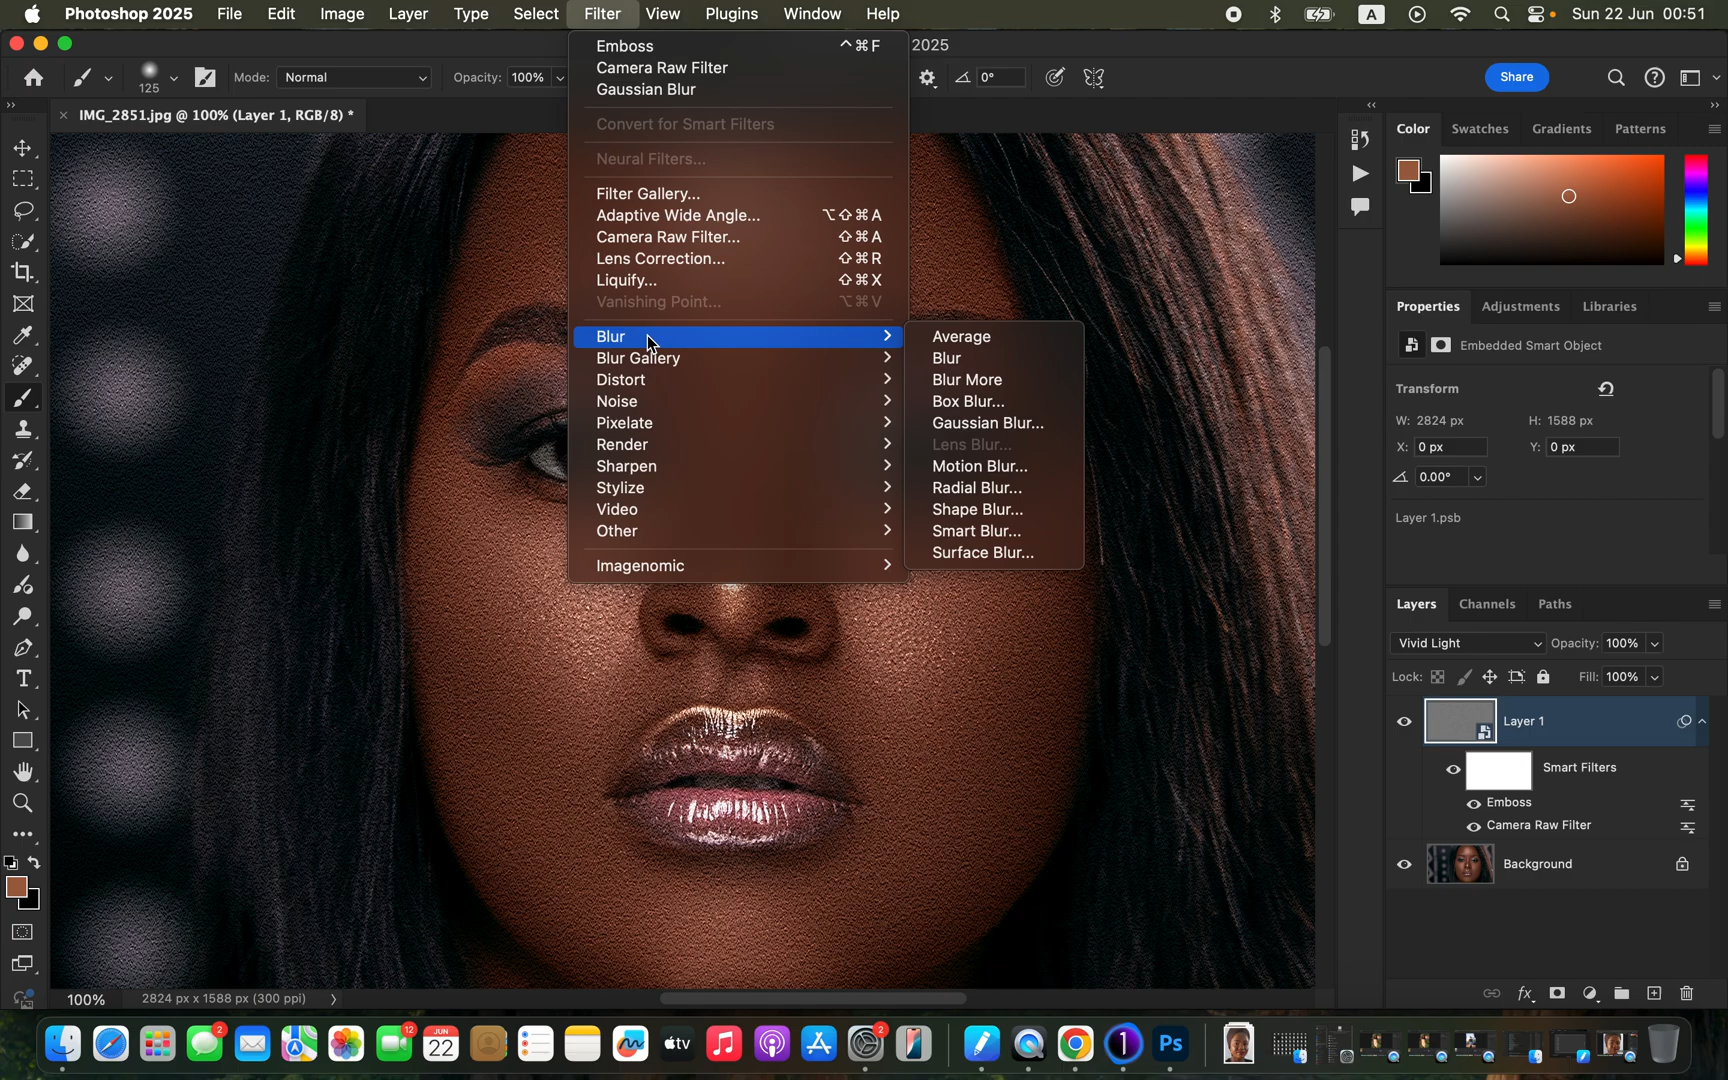 Photoshop 2025 File Edit Image Layer Type Select Filter View Plugins Window Help A Sun 22 Jun 00:51
2025
125 Mode: Normal Opacity: 100% 0° Share
IMG_2851.jpg @ 100% (Layer 1, RGB/8) *
Emboss ^⌘F
Camera Raw Filter
Gaussian Blur
Convert for Smart Filters
Neural Filters...
Filter Gallery...
Adaptive Wide Angle... ⌥⇧⌘A
Camera Raw Filter... ⇧⌘A
Lens Correction... ⇧⌘R
Liquify... ⇧⌘X
Vanishing Point... ⌥⌘V
Blur
Blur Gallery
Distort
Noise
Pixelate
Render
Sharpen
Stylize
Video
Other
Imagenomic
Average
Blur
Blur More
Box Blur...
Gaussian Blur...
Lens Blur...
Motion Blur...
Radial Blur...
Shape Blur...
Smart Blur...
Surface Blur...
Color Swatches Gradients Patterns
Properties Adjustments Libraries
Embedded Smart Object
Transform
W: 2824 px H: 1588 px
X: 0 px Y: 0 px
0.00°
Layer 1.psb
Layers Channels Paths
Vivid Light Opacity: 100%
Lock: Fill: 100%
Layer 1
Smart Filters
Emboss
Camera Raw Filter
Background
100% 2824 px x 1588 px (300 ppi)
2 12 JUN 22 tv 2 1 Ps